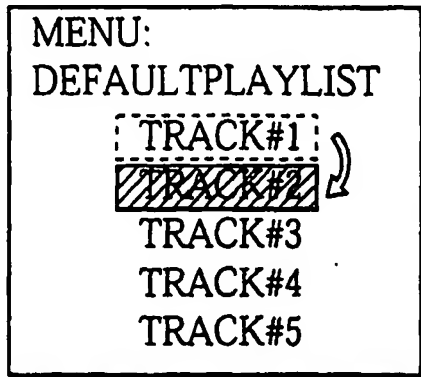 MENU:
DEFAULTPLAYLIST
TRACK#1
TRACK#2
TRACK#3
TRACK#4
TRACK#5